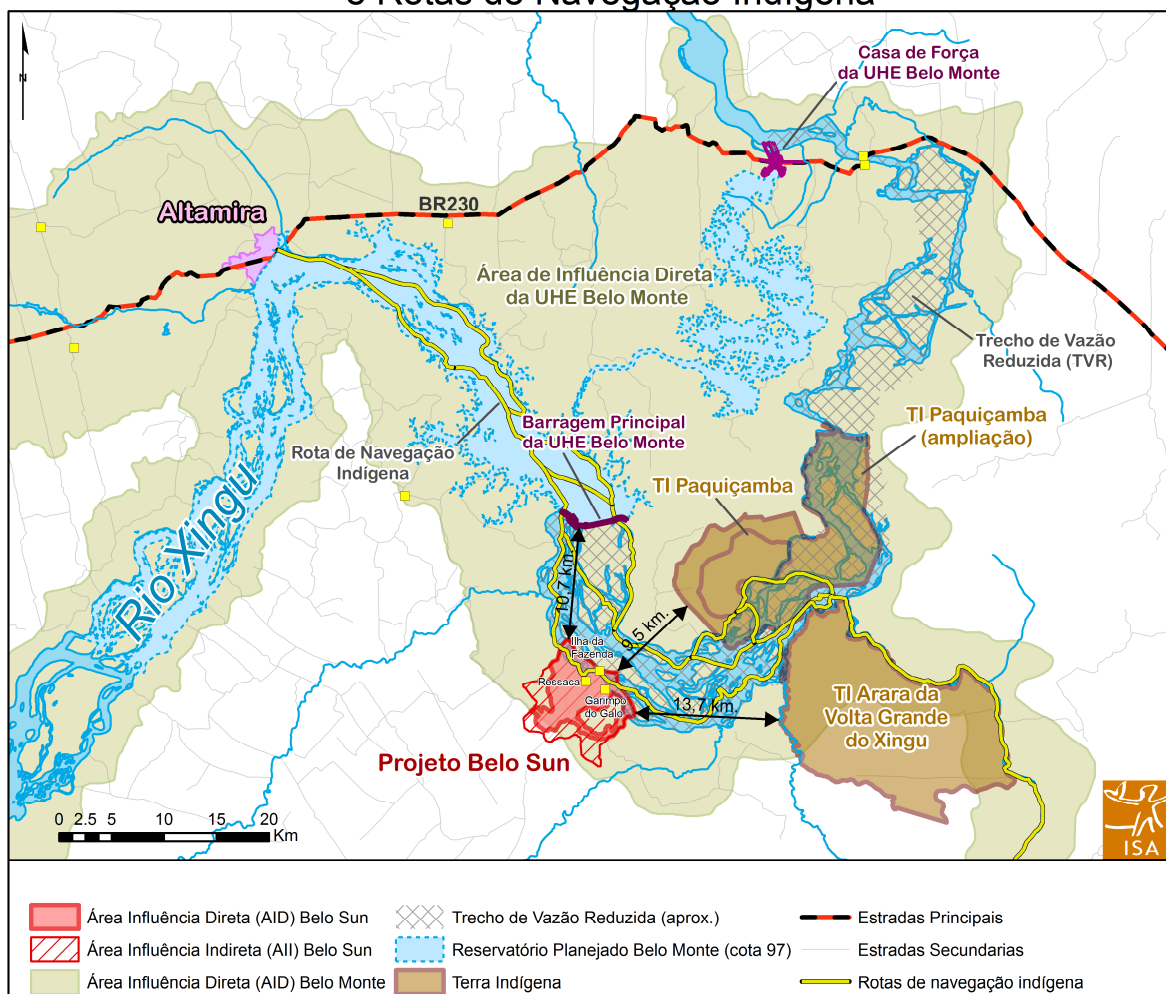 e Rotas de Navegação Indígena
N
Casa de Força
da UHE Belo Monte
BR230
Altamira
Área de Influência Direta
da UHE Belo Monte
Trecho de Vazão
Reduzida (TVR)
TI Paquiçamba
(ampliação)
Barragem Principal
da UHE Belo Monte
Rota de Navegação
Indígena
TI Paquiçamba
Rio Xingu
10,7 km.
9,5 km.
Ilha da
Fazenda
Ressaca
Garimpo
do Galo
13,7 km.
TI Arara da
Volta Grande
do Xingu
Projeto Belo Sun
0 2.5 5 10 15 20
Km
ISA
Área Influência Direta (AID) Belo Sun
Área Influência Indireta (AII) Belo Sun
Área Influência Direta (AID) Belo Monte
Trecho de Vazão Reduzida (aprox.)
Reservatório Planejado Belo Monte (cota 97)
Terra Indígena
Estradas Principais
Estradas Secundarias
Rotas de navegação indígena